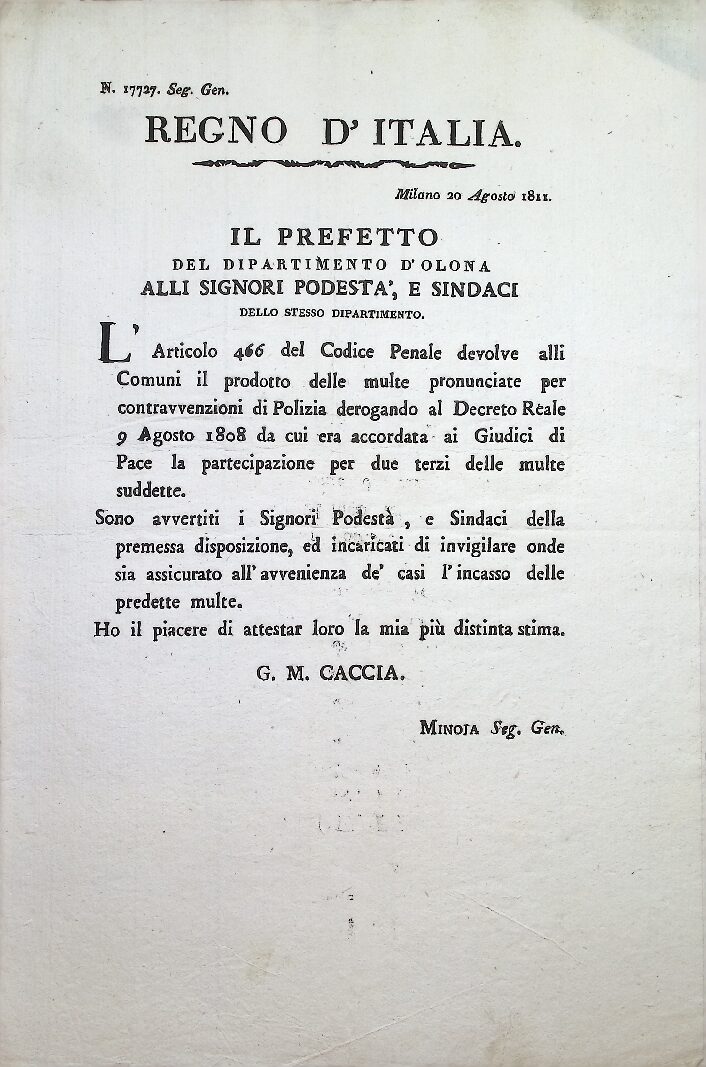 N. 17727. Seg. Gen.
REGNO D' ITALIA.
Milano 20 Agosto 1811.
IL PREFETTO
DEL DIPARTIMENTO D'OLONA
ALLI SIGNORI PODESTA', E SINDACI
DELLO STESSO DIPARTIMENTO.
L' Articolo 466 del Codice Penale devolve alli
Comuni il prodotto delle multe pronunciate per
contravvenzioni di Polizia derogando al Decreto Reale
9 Agosto 1808 da cui era accordata ai Giudici di
Pace la partecipazione per due terzi delle multe
suddette.
Sono avvertiti i Signori Podestà, e Sindaci della
premessa disposizione, ed incaricati di invigilare onde
sia assicurato all' avvenienza de' casi l' incasso delle
predette multe.
Ho il piacere di attestar loro la mia più distinta stima.
G. M. CACCIA.
MINOJA Seg. Gen.